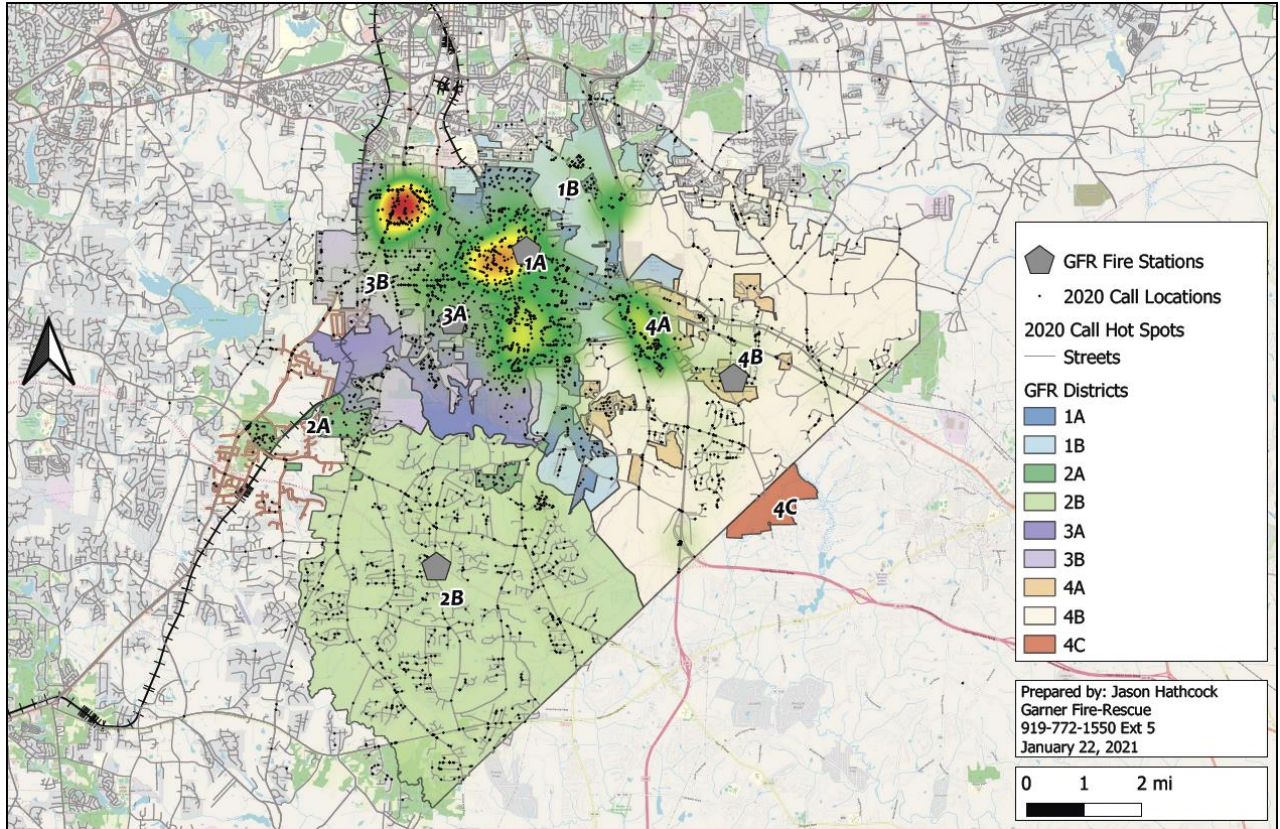 1B
1A
3B
3A
4A
4B
2A
4C
2B
GFR Fire Stations
2020 Call Locations
2020 Call Hot Spots
Streets
GFR Districts
1A
1B
2A
2B
3A
3B
4A
4B
4C
Prepared by: Jason Hathcock
Garner Fire-Rescue
919-772-1550 Ext 5
January 22, 2021
0 1 2 mi